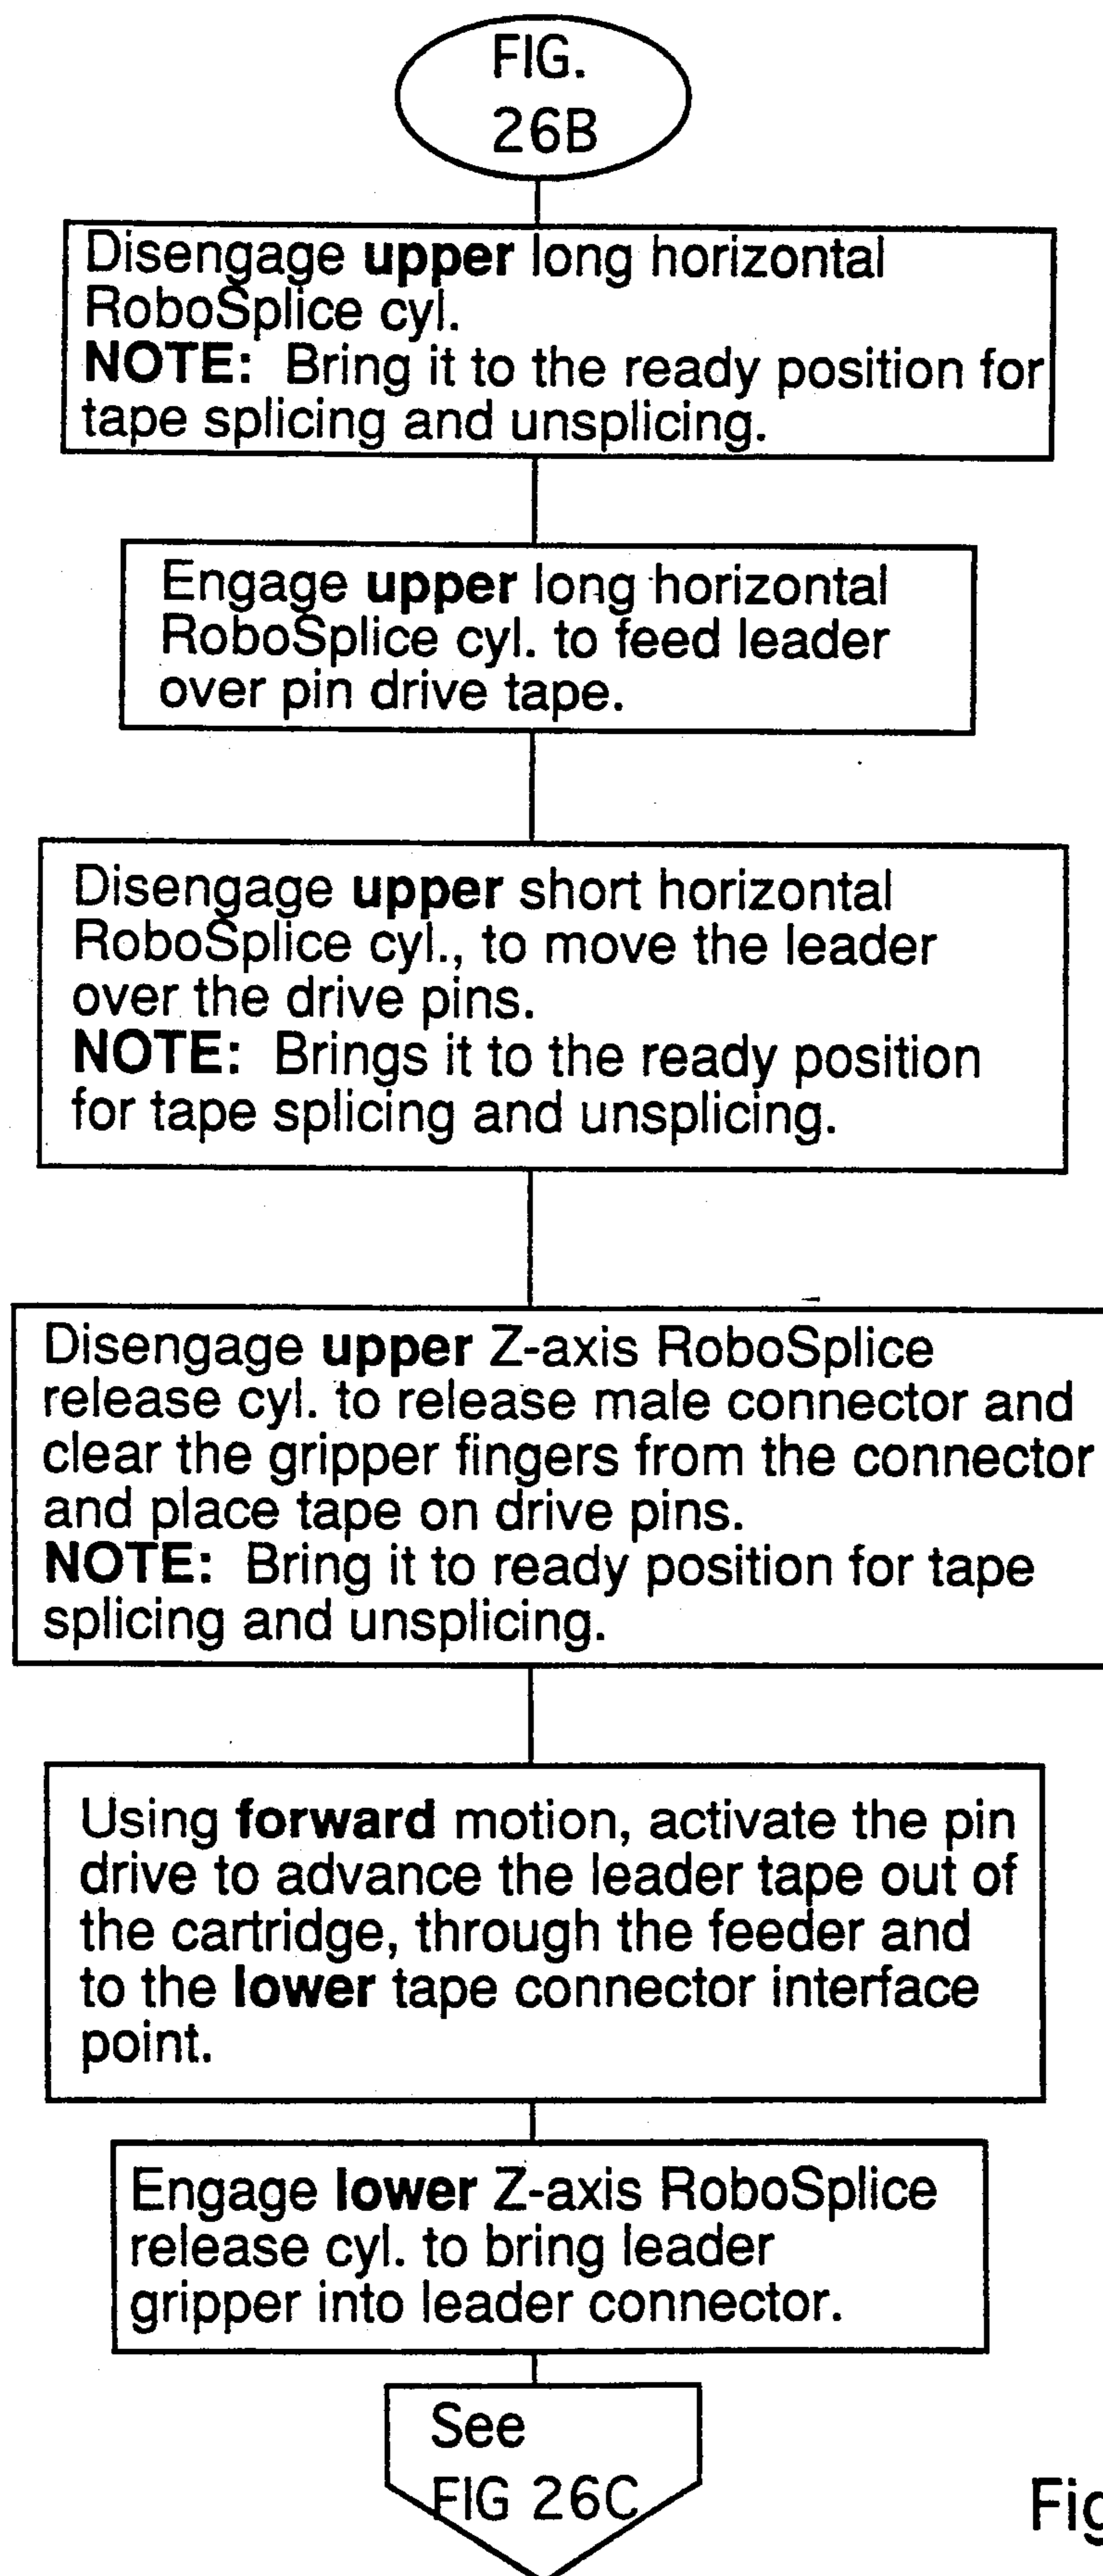 FIG.
26B
Disengage upper long horizontal
RoboSplice cyl.
NOTE: Bring it to the ready position for
tape splicing and unsplicing.
Engage upper long horizontal
RoboSplice cyl. to feed leader
over pin drive tape.
Disengage upper short horizontal
RoboSplice cyl., to move the leader
over the drive pins.
NOTE: Brings it to the ready position
for tape splicing and unsplicing.
Disengage upper Z-axis RoboSplice
release cyl. to release male connector and
clear the gripper fingers from the connector
and place tape on drive pins.
NOTE: Bring it to ready position for tape
splicing and unsplicing.
Using forward motion, activate the pin
drive to advance the leader tape out of
the cartridge, through the feeder and
to the lower tape connector interface
point.
Engage lower Z-axis RoboSplice
release cyl. to bring leader
gripper into leader connector.
See
FIG 26C
Fig